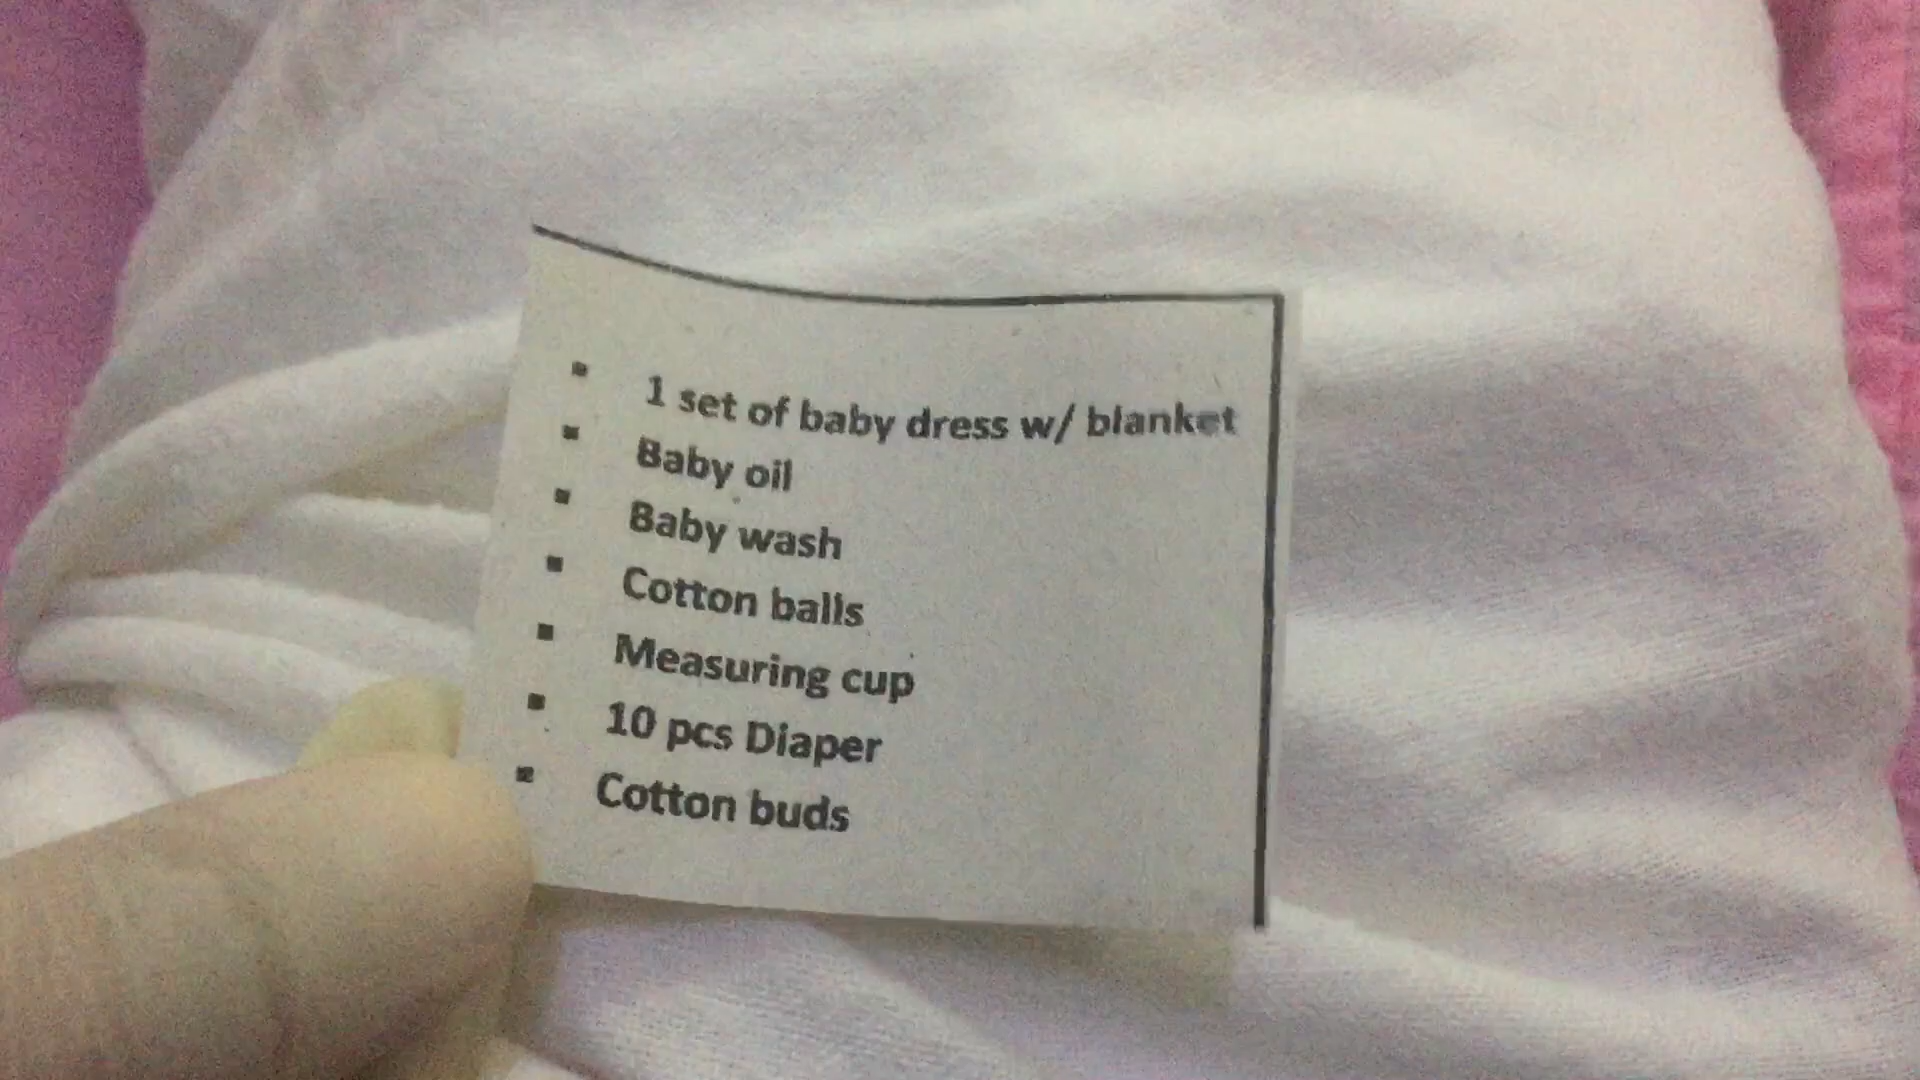 ▪ 1 set of baby dress w/ blanket
▪ Baby oil
▪ Baby wash
▪ Cotton balls
▪ Measuring cup
▪ 10 pcs Diaper
▪ Cotton buds